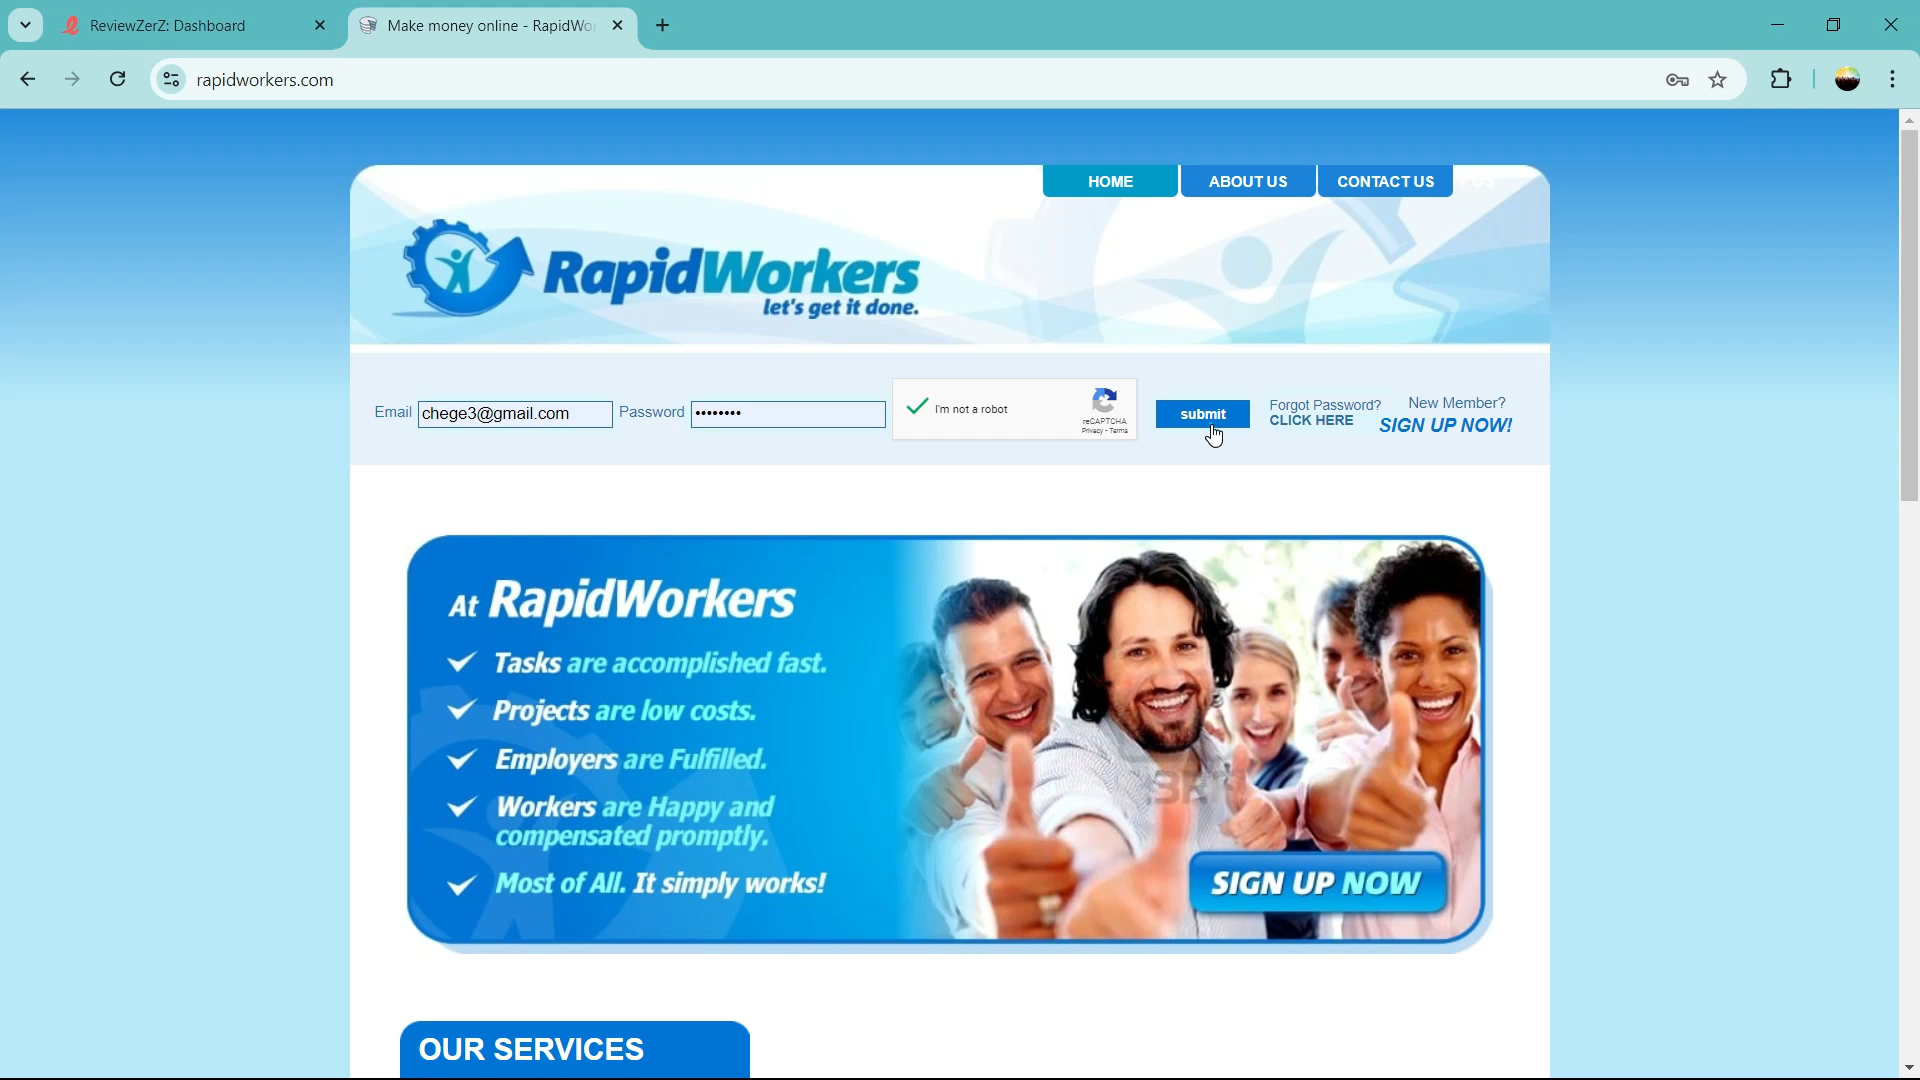 ReviewZerZ: Dashboard
Make money online - RapidWo
rapidworkers.com
HOME
ABOUT US
CONTACT US
RapidWorkers
let's get it done.
Email
chege3@gmail.com
Password
••••••••
I'm not a robot
reCAPTCHA
Privacy - Terms
submit
Forgot Password?
CLICK HERE
New Member?
SIGN UP NOW!
At RapidWorkers
Tasks are accomplished fast.
Projects are low costs.
Employers are Fulfilled.
Workers are Happy and
compensated promptly.
Most of All. It simply works!
SIGN UP NOW
OUR SERVICES